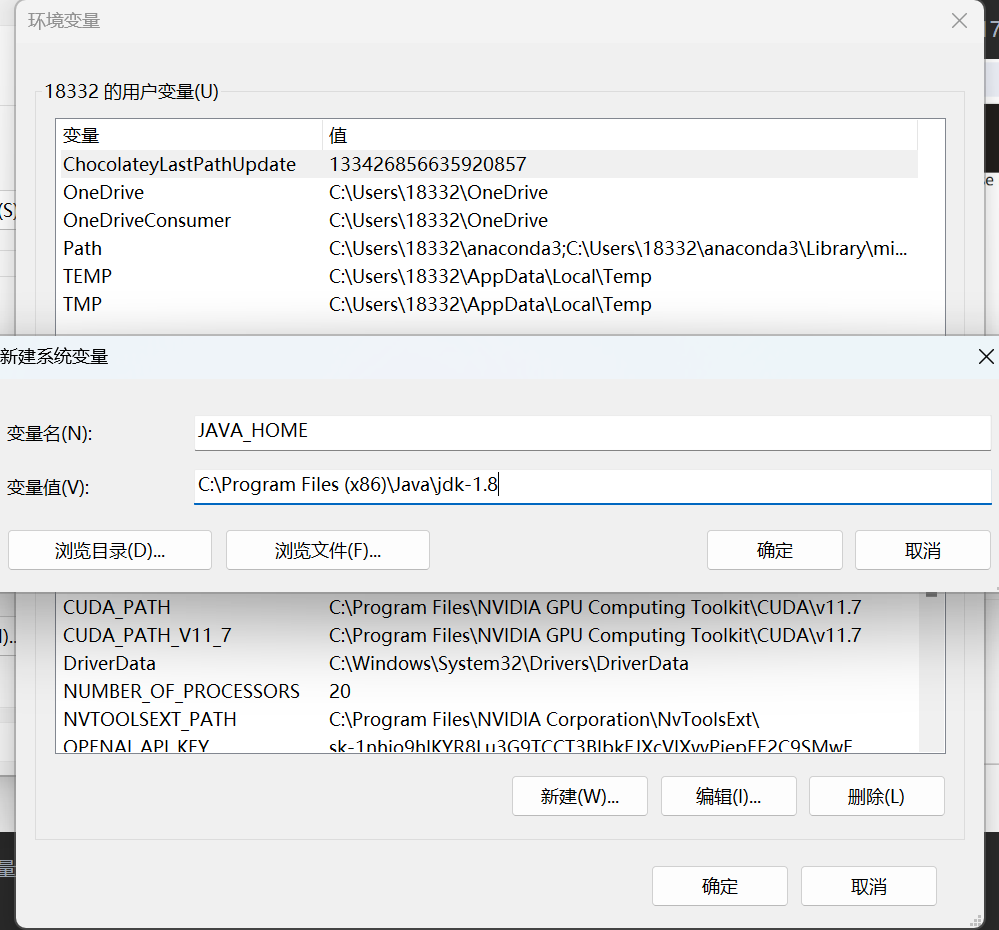 环境变量
18332 的用户变量(U)
变量 值
ChocolateyLastPathUpdate 133426856635920857
OneDrive C:\Users\18332\OneDrive
OneDriveConsumer C:\Users\18332\OneDrive
Path C:\Users\18332\anaconda3;C:\Users\18332\anaconda3\Library\mi...
TEMP C:\Users\18332\AppData\Local\Temp
TMP C:\Users\18332\AppData\Local\Temp
新建系统变量
变量名(N): JAVA_HOME
变量值(V): C:\Program Files (x86)\Java\jdk-1.8
浏览目录(D)... 浏览文件(F)... 确定 取消
CUDA_PATH C:\Program Files\NVIDIA GPU Computing Toolkit\CUDA\v11.7
CUDA_PATH_V11_7 C:\Program Files\NVIDIA GPU Computing Toolkit\CUDA\v11.7
DriverData C:\Windows\System32\Drivers\DriverData
NUMBER_OF_PROCESSORS 20
NVTOOLSEXT_PATH C:\Program Files\NVIDIA Corporation\NvToolsExt\
OPENAI_API_KEY
新建(W)... 编辑(I)... 删除(L)
确定 取消